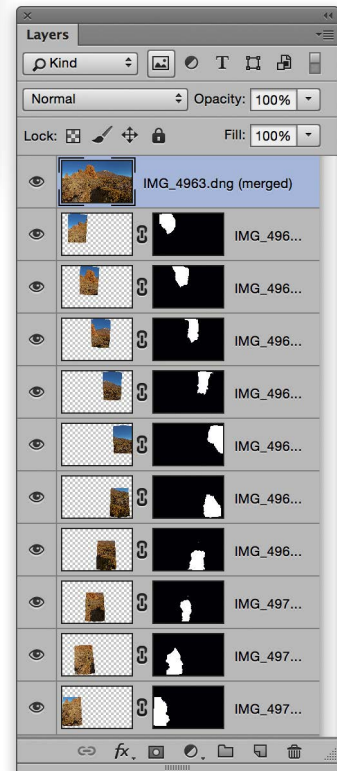 Layers
Kind
Normal Opacity: 100%
Lock: Fill: 100%
IMG_4963.dng (merged)
IMG_496...
IMG_496...
IMG_496...
IMG_496...
IMG_496...
IMG_496...
IMG_496...
IMG_497...
IMG_497...
IMG_497...
fx